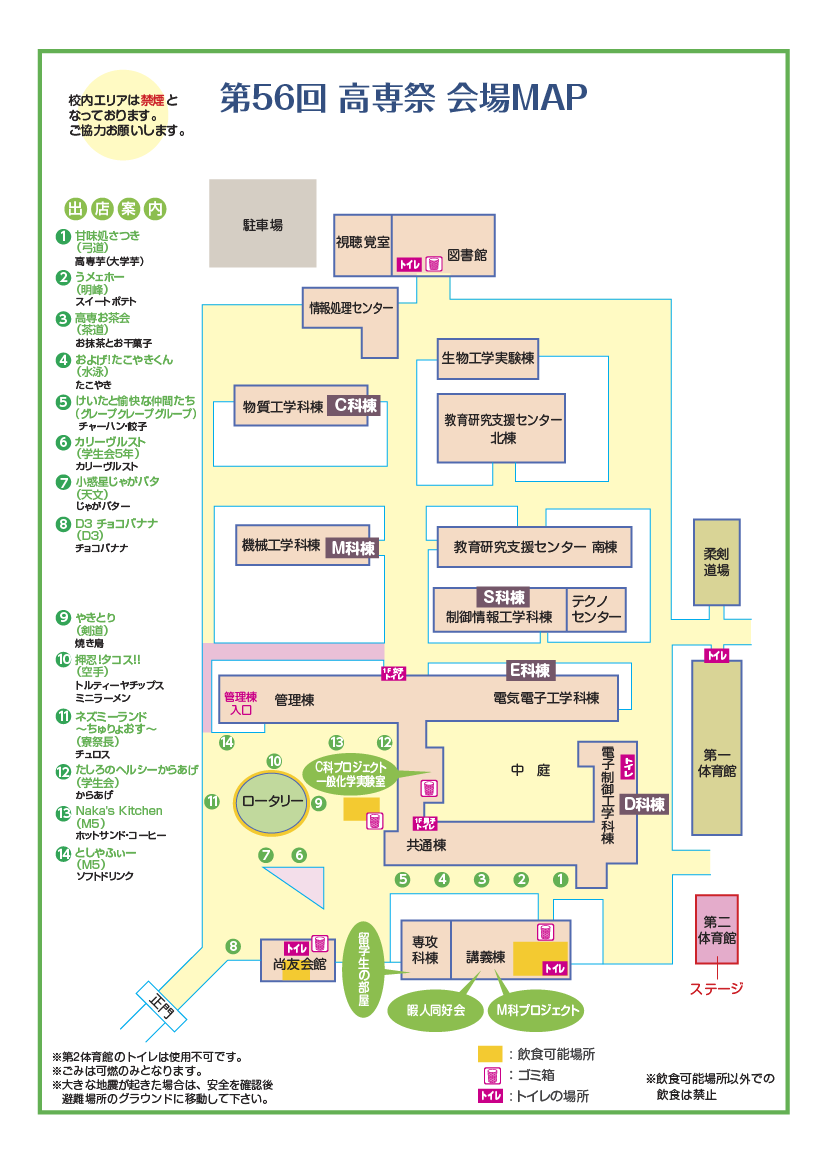 第56回 高専祭 会場MAP
校内エリアは禁煙と
なっております。
ご協力お願いします。
出店案内
1 甘味処さつき
(弓道)
高専芋(大学芋)
2 うメェホー
(明峰)
スイートポテト
3 高専お茶会
(茶道)
お抹茶とお干菓子
4 およげ!たこやきくん
(水泳)
たこやき
5 けいたと愉快な仲間たち
(グレープクレープグループ)
チャーハン・餃子
6 カリーヴルスト
(学生会5年)
カリーヴルスト
7 小惑星じゃがバタ
(天文)
じゃがバター
8 D3 チョコバナナ
(D3)
チョコバナナ
9 やきとり
(剣道)
焼き鳥
10 押忍!タコス!!
(空手)
トルティーヤチップス
ミニラーメン
11 ネズミーランド
〜ちゅりょおす〜
(寮祭長)
チュロス
12 たしろのヘルシーからあげ
(学生会)
からあげ
13 Naka's Kitchen
(M5)
ホットサンド・コーヒー
14 としやふぃー
(M5)
ソフトドリンク
駐車場
視聴覚室
図書館
トイレ
情報処理センター
生物工学実験棟
物質工学科棟
C科棟
教育研究支援センター
北棟
機械工学科棟
M科棟
教育研究支援センター 南棟
柔剣
道場
S科棟
制御情報工学科棟
テクノ
センター
トイレ
1F女子
トイレ
E科棟
管理棟
入口
管理棟
電気電子工学科棟
14
13
12
10
C科プロジェクト
一般化学実験室
中庭
電子制御工学科棟
トイレ
D科棟
第一
体育館
11
ロータリー
9
1F男子
トイレ
共通棟
7
6
5
4
3
2
1
第二
体育館
ステージ
8
トイレ
尚友会館
留学生の部屋
専攻
科棟
講義棟
トイレ
正門
暇人同好会
M科プロジェクト
※第2体育館のトイレは使用不可です。
※ごみは可燃のみとなります。
※大きな地震が起きた場合は、安全を確認後
避難場所のグラウンドに移動して下さい。
:飲食可能場所
:ゴミ箱
トイレ:トイレの場所
※飲食可能場所以外での
飲食は禁止